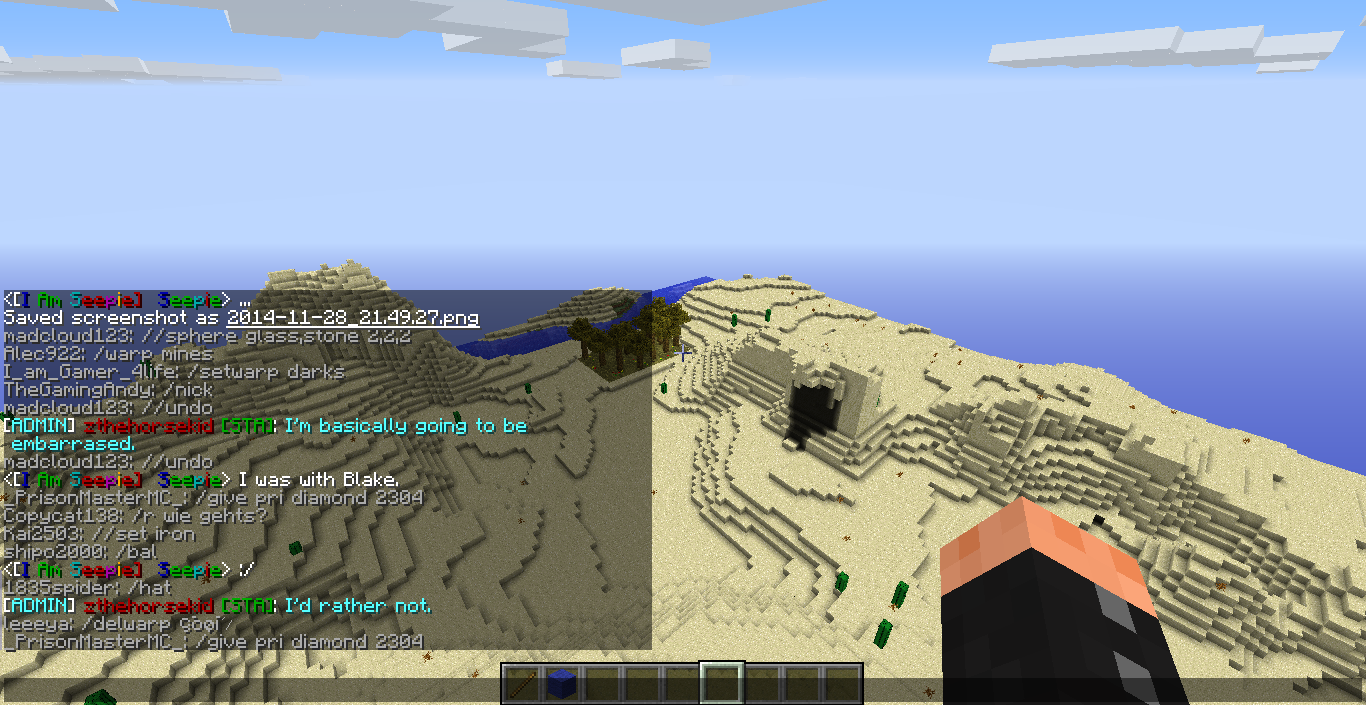 <[I Am Seepie] Seepie> ...
Saved screenshot as 2014-11-28_21.49.27.png
madcloud123: //sphere glass,stone 2,2,2
Alec922: /warp mines
I_am_Gamer_4life: /setwarp darks
TheGamingAndy: /nick
madcloud123: //undo
[ADMIN] zthehorsekid [STA]: I'm basically going to be
embarrased.
madcloud123: //undo
<[I Am Seepie] Seepie> I was with Blake.
_PrisonMasterMC_: /give pri diamond 2304
Copycat138: /r wie gehts?
Kai2503: //set iron
shipo2000: /bal
<[I Am Seepie] Seepie> :/
1835spider: /hat
[ADMIN] zthehorsekid [STA]: I'd rather not.
leeeya: /delwarp
_PrisonMasterMC_: /give pri diamond 2304